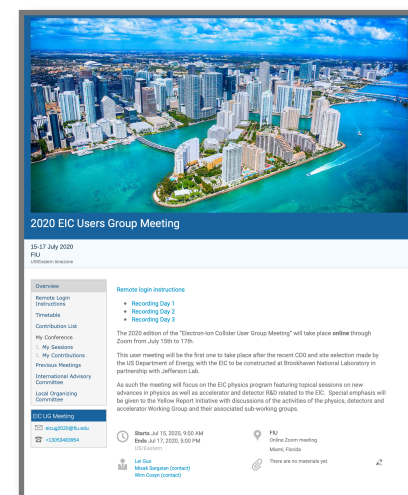 2020 EIC Users Group Meeting
15-17 July 2020
FIU
US/Eastern timezone
Overview
Remote Login
Instructions
Timetable
Contribution List
My Conference
My Sessions
My Contributions
Previous Meetings
International Advisory
Committee
Local Organizing
Committee
EIC UG Meeting
eicug2020@fiu.edu
+13053483954
Remote login instructions
Recording Day 1
Recording Day 2
Recording Day 3
The 2020 edition of the "Electron-Ion Collider User Group Meeting" will take place online through
Zoom from July 15th to 17th.
This user meeting will be the first one to take place after the recent CD0 and site selection made by
the US Department of Energy, with the EIC to be constructed at Brookhaven National Laboratory in
partnership with Jefferson Lab.
As such the meeting will focus on the EIC physics program featuring topical sessions on new
advances in physics as well as accelerator and detector R&D related to the EIC. Special emphasis will
be given to the Yellow Report Initiative with discussions of the activities of the physics, detectors and
accelerator Working Group and their associated sub-working groups.
Starts Jul 15, 2020, 9:00 AM
Ends Jul 17, 2020, 5:00 PM
US/Eastern
FIU
Online Zoom meeting
Miami, Florida
Lei Guo
Misak Sargsian (contact)
Wim Cosyn (contact)
There are no materials yet.